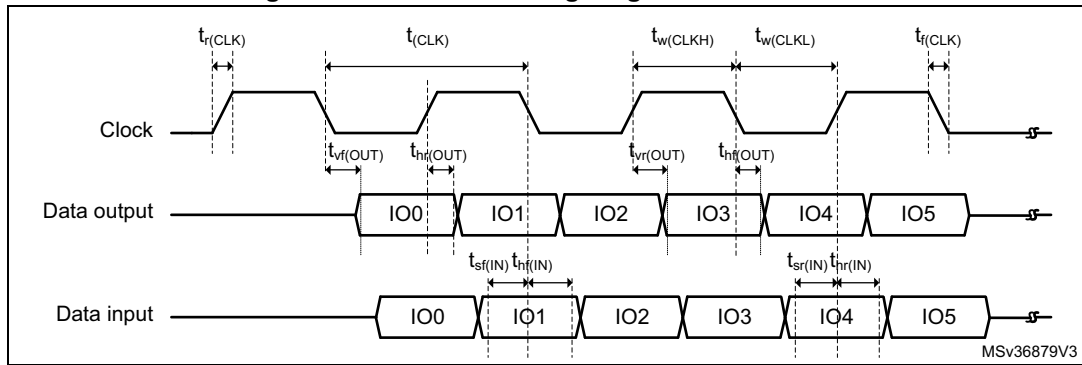 t_r(CLK) t_(CLK) t_w(CLKH) t_w(CLKL) t_f(CLK)
Clock
t_vf(OUT) t_hr(OUT) t_vr(OUT) t_hf(OUT)
Data output IO0 IO1 IO2 IO3 IO4 IO5
t_sf(IN) t_hf(IN) t_sr(IN) t_hr(IN)
Data input IO0 IO1 IO2 IO3 IO4 IO5
MSv36879V3